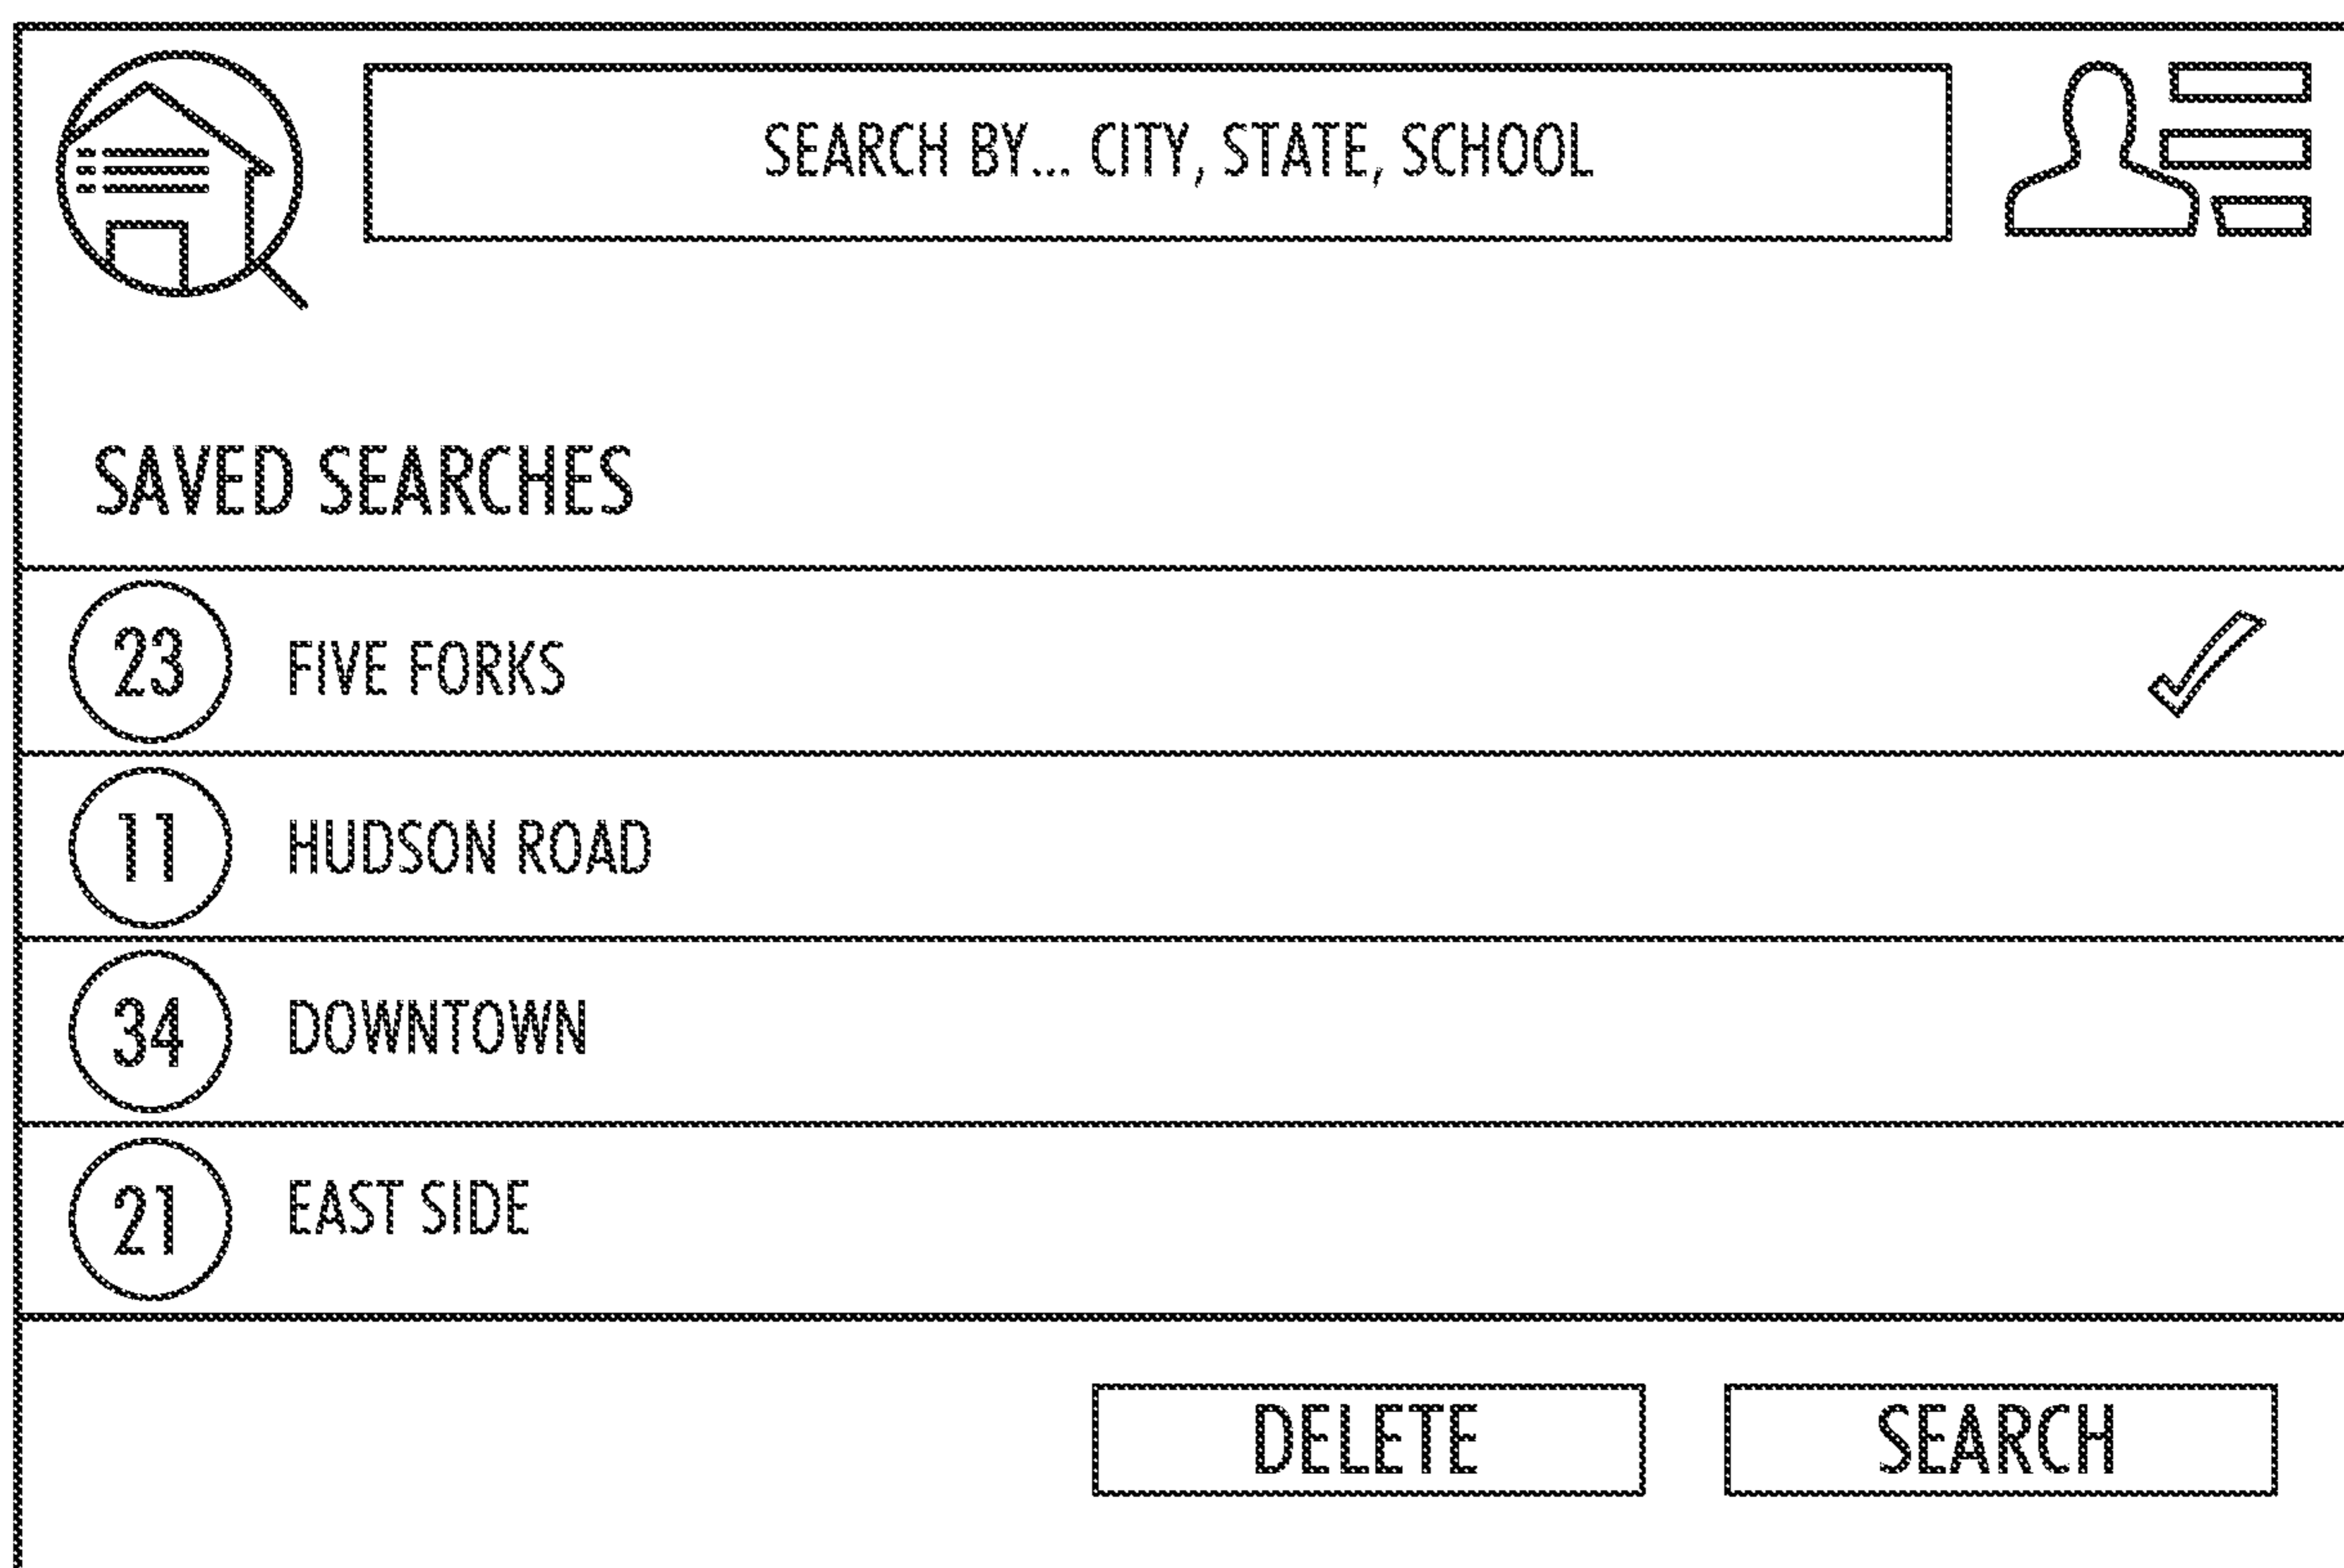 SEARCH BY... CITY, STATE, SCHOOL
SAVED SEARCHES
23 FIVE FORKS
11 HUDSON ROAD
34 DOWNTOWN
21 EAST SIDE
DELETE SEARCH